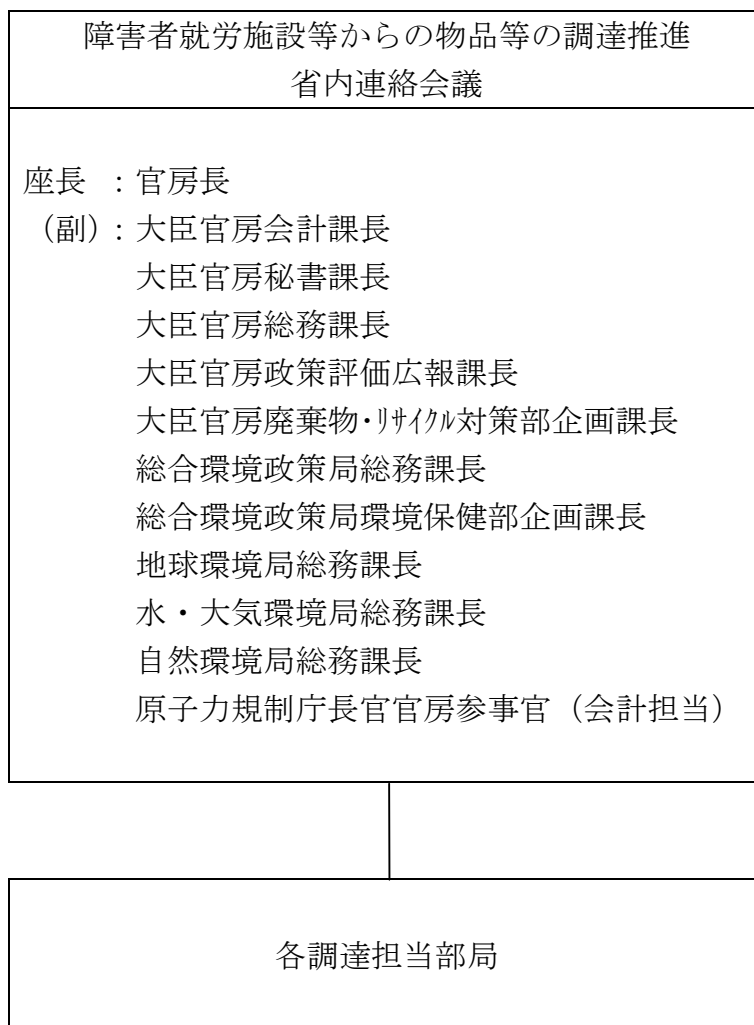 障害者就労施設等からの物品等の調達推進
省内連絡会議
座長 ：官房長
（副）：大臣官房会計課長
大臣官房秘書課長
大臣官房総務課長
大臣官房政策評価広報課長
大臣官房廃棄物・ﾘｻｲｸﾙ対策部企画課長
総合環境政策局総務課長
総合環境政策局環境保健部企画課長
地球環境局総務課長
水・大気環境局総務課長
自然環境局総務課長
原子力規制庁長官官房参事官（会計担当）
各調達担当部局